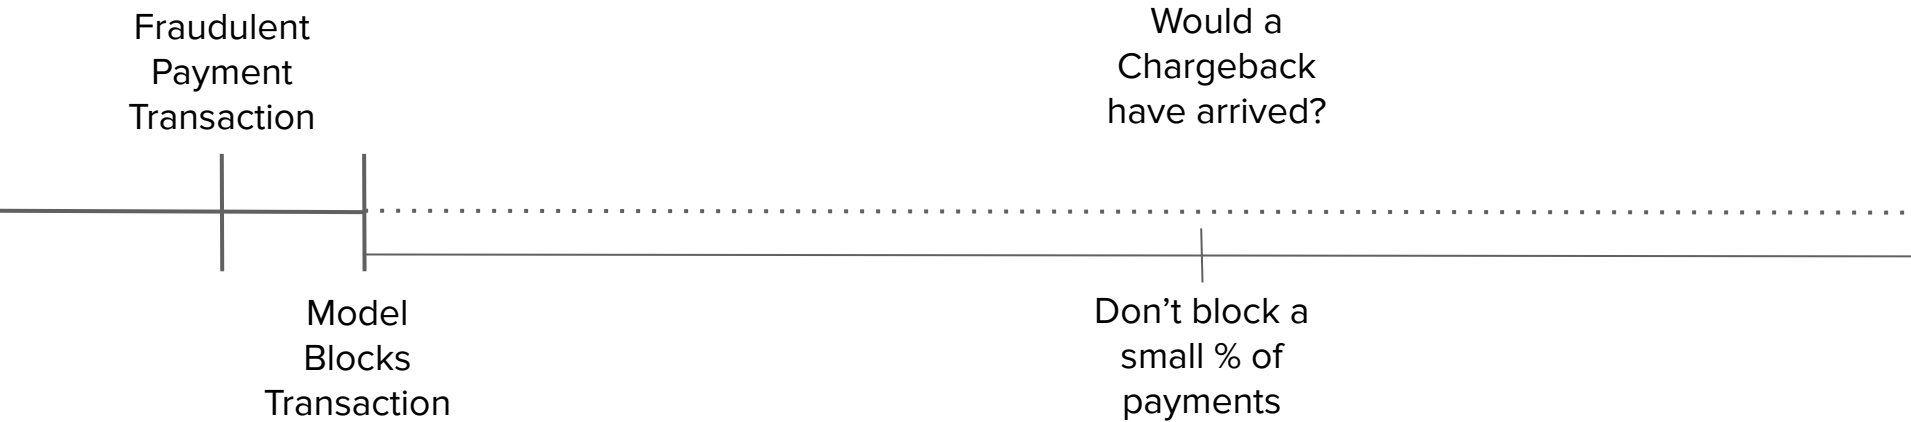 Fraudulent
Payment
Transaction
Would a
Chargeback
have arrived?
Model
Blocks
Transaction
Don’t block a
small % of
payments